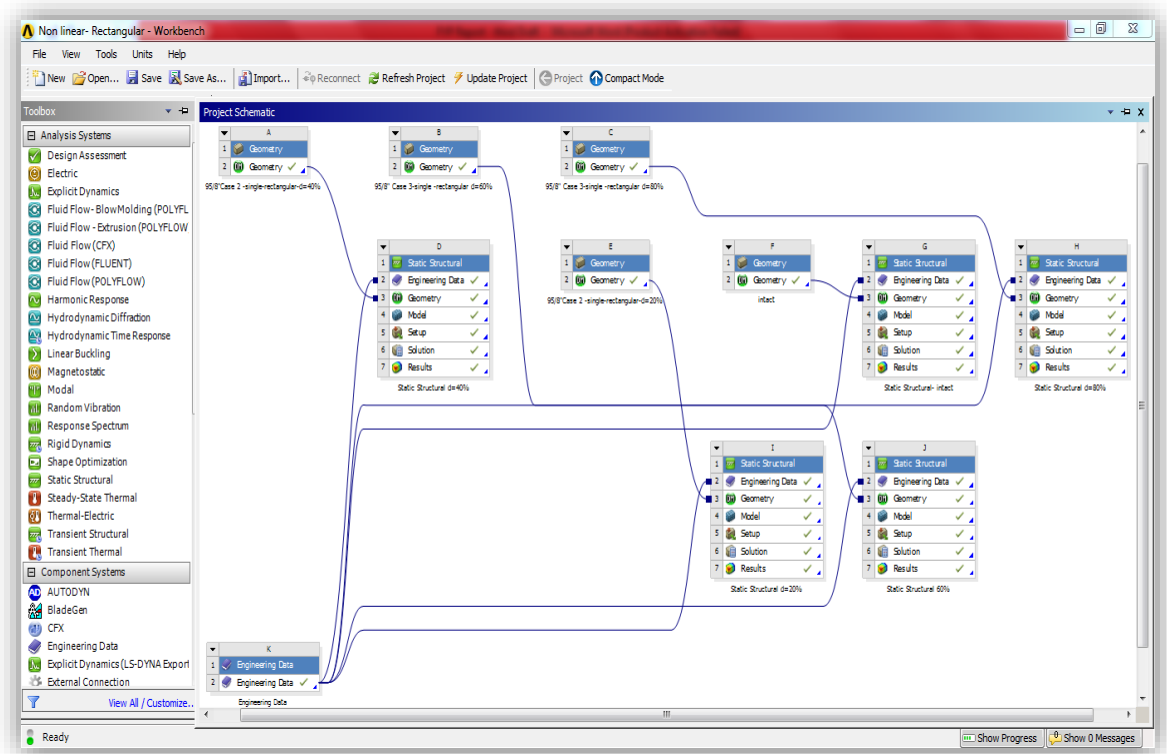 Non linear- Rectangular - Workbench
File View Tools Units Help
New Open... Save Save As... Import... Reconnect Refresh Project Update Project Project Compact Mode
Toolbox
Project Schematic
Analysis Systems
Design Assessment
Electric
Explicit Dynamics
Fluid Flow- BlowMolding (POLYFL
Fluid Flow - Extrusion (POLYFLOW
Fluid Flow (CFX)
Fluid Flow (FLUENT)
Fluid Flow (POLYFLOW)
Harmonic Response
Hydrodynamic Diffraction
Hydrodynamic Time Response
Linear Buckling
Magnetostatic
Modal
Random Vibration
Response Spectrum
Rigid Dynamics
Shape Optimization
Static Structural
Steady-State Thermal
Thermal-Electric
Transient Structural
Transient Thermal
Component Systems
AUTODYN
BladeGen
CFX
Engineering Data
Explicit Dynamics (LS-DYNA Export
External Connection
View All / Customize..
A
1 Geometry
2 Geometry
95/8"Case 2 -single-rectangular-d=40%
B
1 Geometry
2 Geometry
95/8" Case 3-single -rectangular d=60%
C
1 Geometry
2 Geometry
95/8" Case 3-single -rectangular d=80%
D
1 Static Structural
2 Engineering Data
3 Geometry
4 Model
5 Setup
6 Solution
7 Results
Static Structural d=40%
E
1 Geometry
2 Geometry
95/8"Case 2 -single-rectangular-d=20%
F
1 Geometry
2 Geometry
intact
G
1 Static Structural
2 Engineering Data
3 Geometry
4 Model
5 Setup
6 Solution
7 Results
Static Structural- intact
H
1 Static Structural
2 Engineering Data
3 Geometry
4 Model
5 Setup
6 Solution
7 Results
Static Structural d=80%
I
1 Static Structural
2 Engineering Data
3 Geometry
4 Model
5 Setup
6 Solution
7 Results
Static Structural d=20%
J
1 Static Structural
2 Engineering Data
3 Geometry
4 Model
5 Setup
6 Solution
7 Results
Static Structural 60%
K
1 Engineering Data
2 Engineering Data
Engineering Data
Ready
Show Progress Show 0 Messages